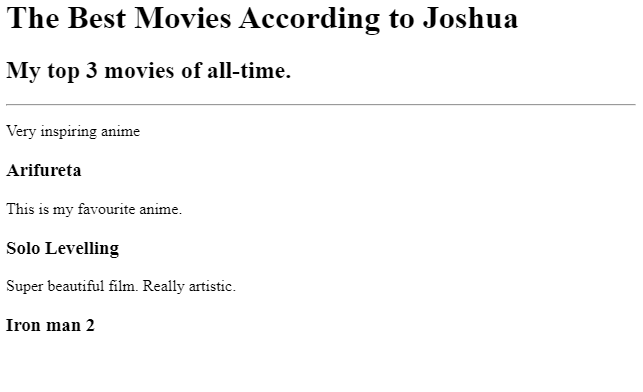 The Best Movies According to Joshua
My top 3 movies of all-time.
Very inspiring anime
Arifureta
This is my favourite anime.
Solo Levelling
Super beautiful film. Really artistic.
Iron man 2